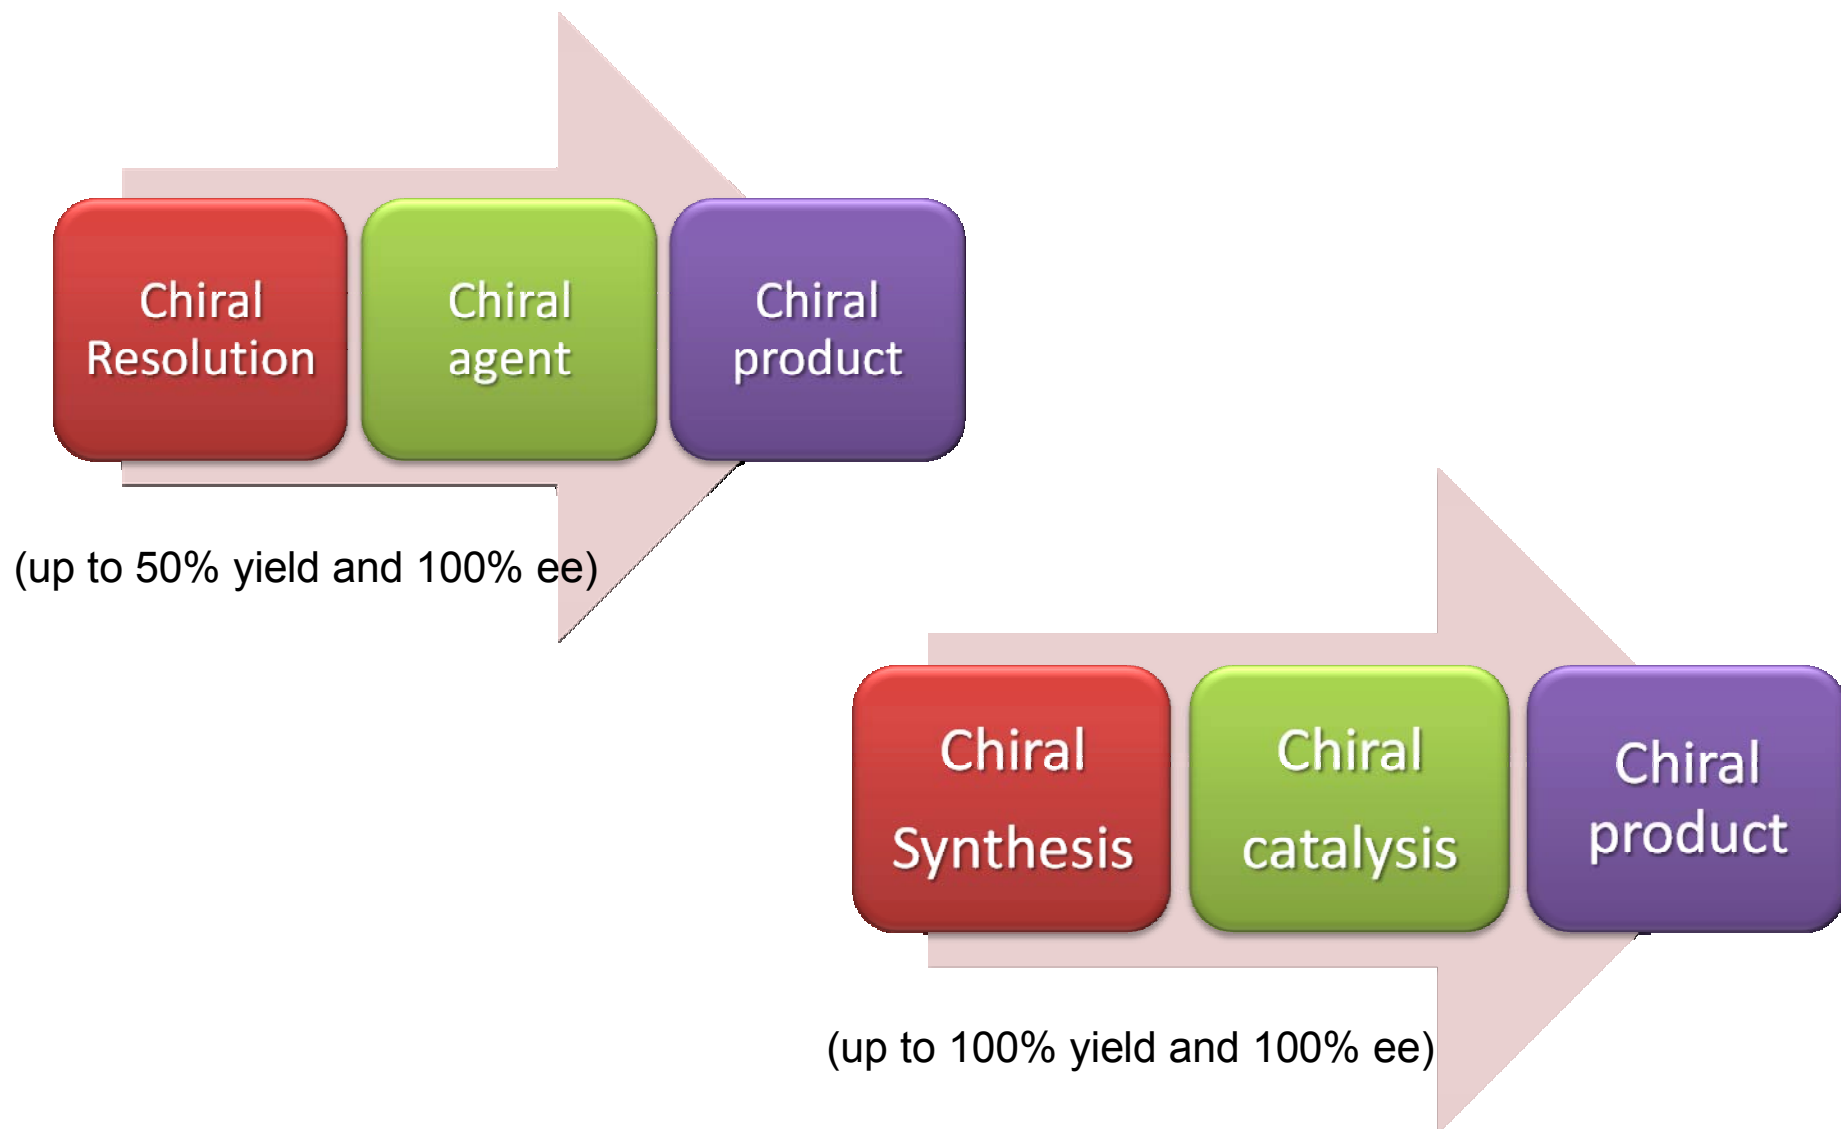 Chiral
Resolution
Chiral
agent
Chiral
product
(up to 50% yield and 100% ee)
Chiral
Synthesis
Chiral
catalysis
Chiral
product
(up to 100% yield and 100% ee)